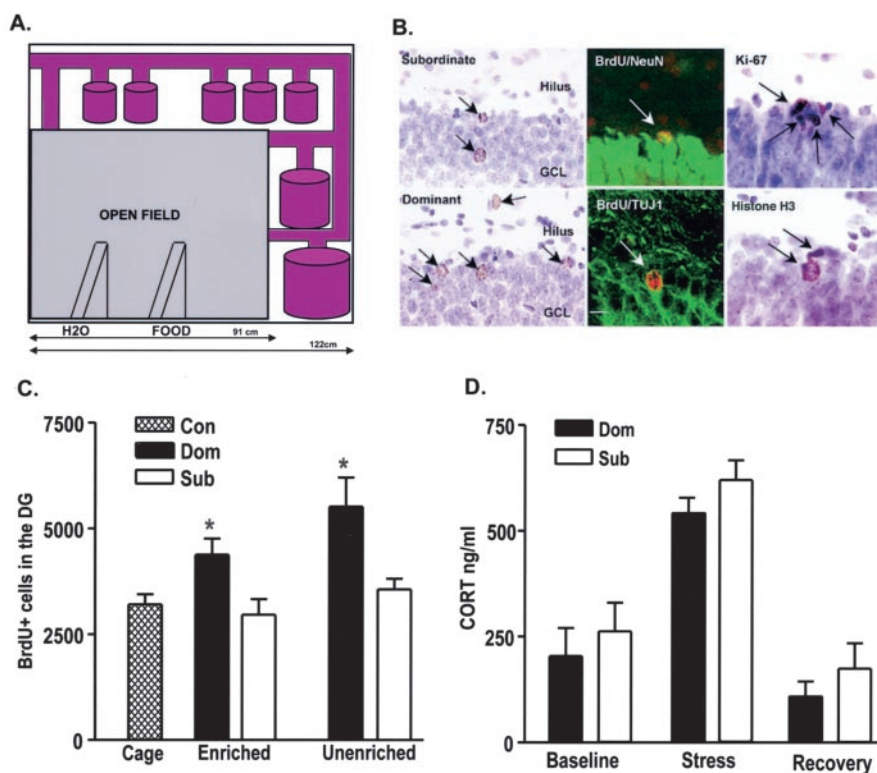 A.
OPEN FIELD
H2O FOOD 91 cm
122cm
B.
Subordinate
Hilus
GCL
BrdU/NeuN
Ki-67
Dominant
Hilus
GCL
BrdU/TUJ1
Histone H3
C.
7500
5000
2500
0
BrdU+ cells in the DG
Con
Dom
Sub
*
*
Cage Enriched Unenriched
D.
750
500
250
0
CORT ng/ml
Dom
Sub
Baseline Stress Recovery